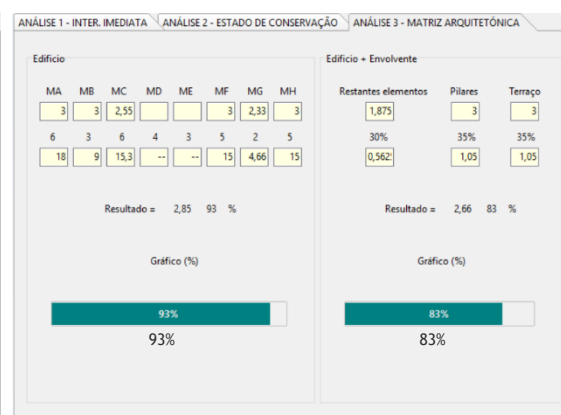 ANÁLISE 1 - INTER. IMEDIATA ANÁLISE 2 - ESTADO DE CONSERVAÇÃO ANÁLISE 3 - MATRIZ ARQUITETÓNICA
Edificio
MA MB MC MD ME MF MG MH
3 3 2,55 3 2,33 3
6 3 6 4 3 5 2 5
18 9 15,3 -- -- 15 4,66 15
Resultado = 2,85 93 %
Gráfico (%)
93%
93%
Edificio + Envolvente
Restantes elementos Pilares Terraço
1,875 3 3
30% 35% 35%
0,562 1,05 1,05
Resultado = 2,66 83 %
Gráfico (%)
83%
83%